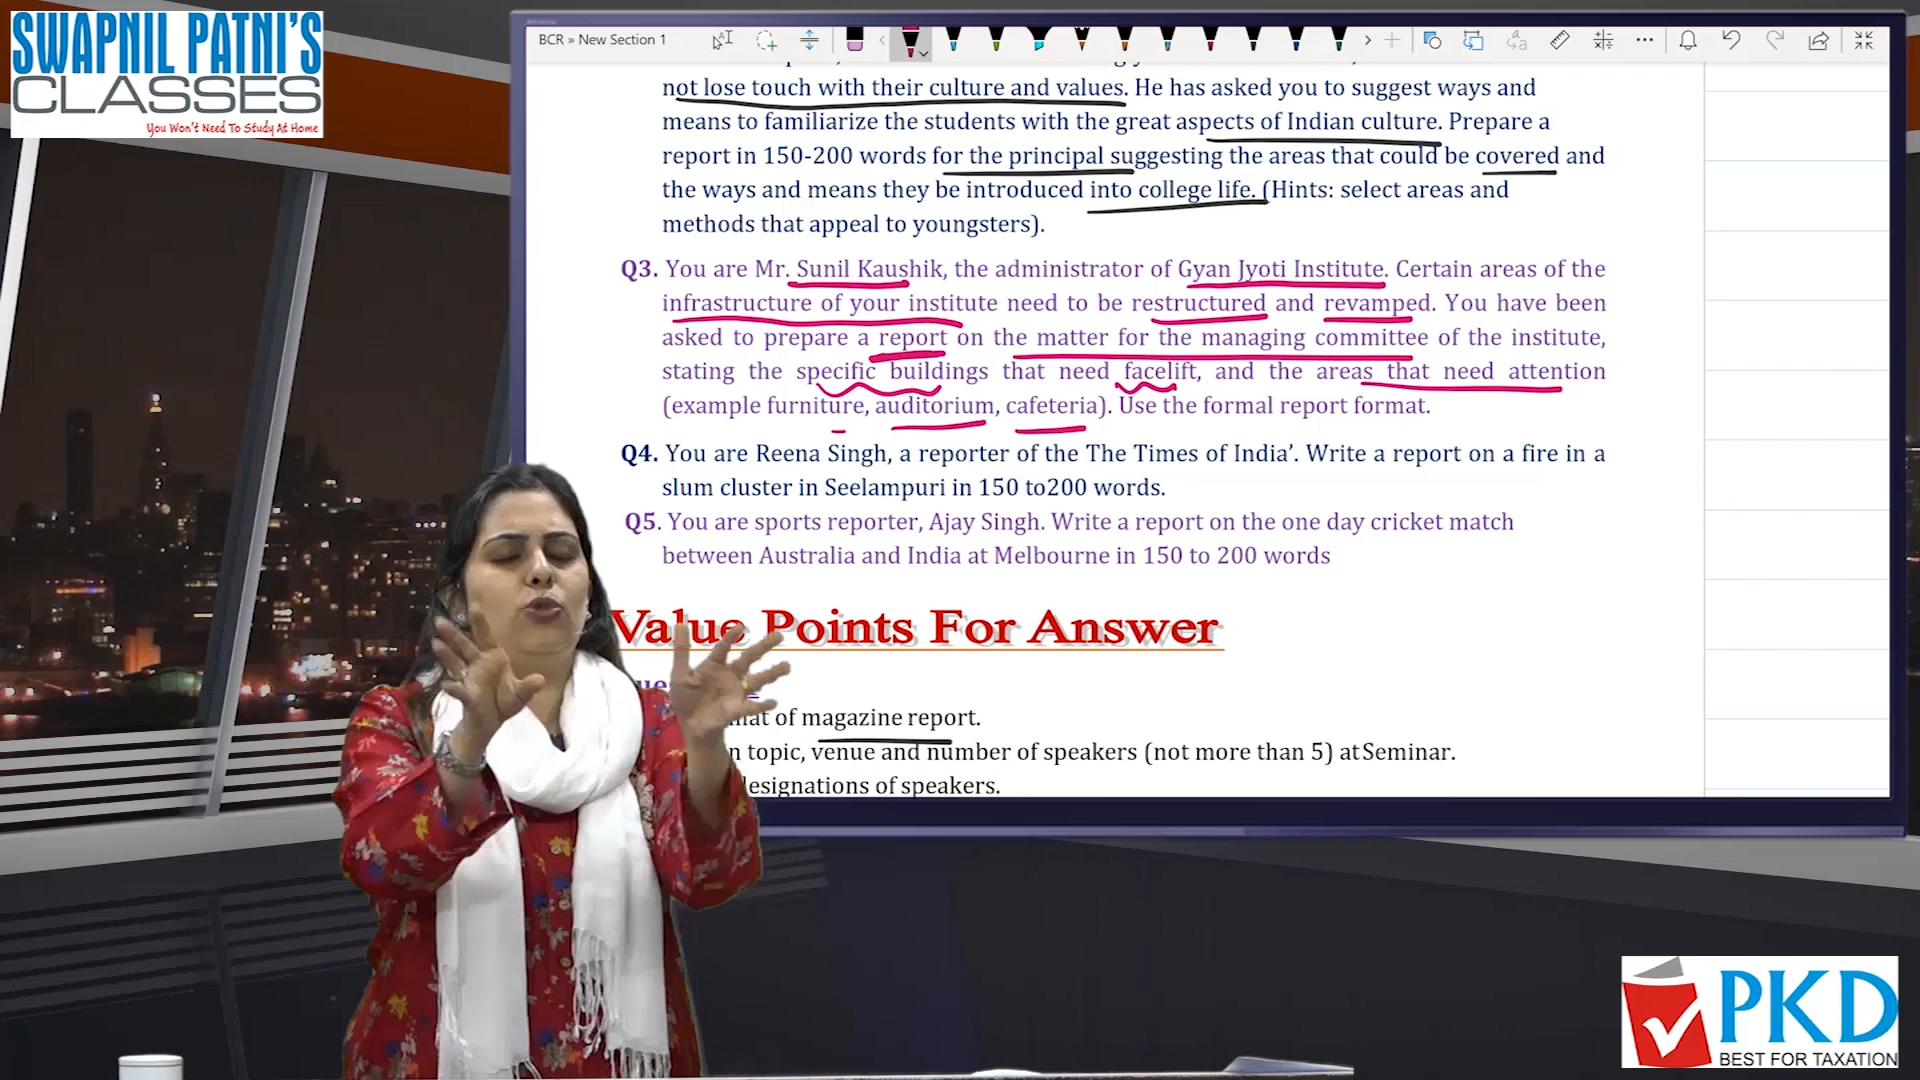 SWAPNIL PATNI'S
CLASSES
You Won't Need To Study At Home
BCR » New Section 1
not lose touch with their culture and values. He has asked you to suggest ways and
means to familiarize the students with the great aspects of Indian culture. Prepare a
report in 150-200 words for the principal suggesting the areas that could be covered and
the ways and means they be introduced into college life. (Hints: select areas and
methods that appeal to youngsters).
Q3. You are Mr. Sunil Kaushik, the administrator of Gyan Jyoti Institute. Certain areas of the
infrastructure of your institute need to be restructured and revamped. You have been
asked to prepare a report on the matter for the managing committee of the institute,
stating the specific buildings that need facelift, and the areas that need attention
(example furniture, auditorium, cafeteria). Use the formal report format.
Q4. You are Reena Singh, a reporter of the The Times of India'. Write a report on a fire in a
slum cluster in Seelampuri in 150 to200 words.
Q5. You are sports reporter, Ajay Singh. Write a report on the one day cricket match
between Australia and India at Melbourne in 150 to 200 words
Value Points For Answer
of magazine report.
topic, venue and number of speakers (not more than 5) at Seminar.
designations of speakers.
PKD
BEST FOR TAXATION